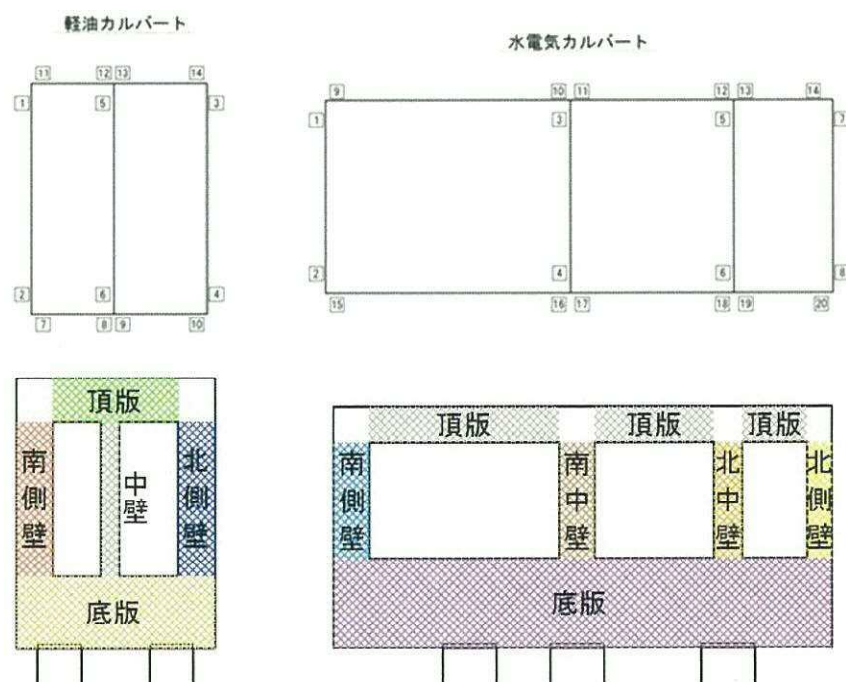 軽油カルバート
水電気カルバート
11 12 13 14
1 5 3
2 6 4
7 8 9 10
9 10 11 12 13 14
1 3 5 7
2 4 6 8
15 16 17 18 19 20
頂版
南側壁
中壁
北側壁
底版
頂版 頂版 頂版
南側壁
南中壁
北中壁
北側壁
底版